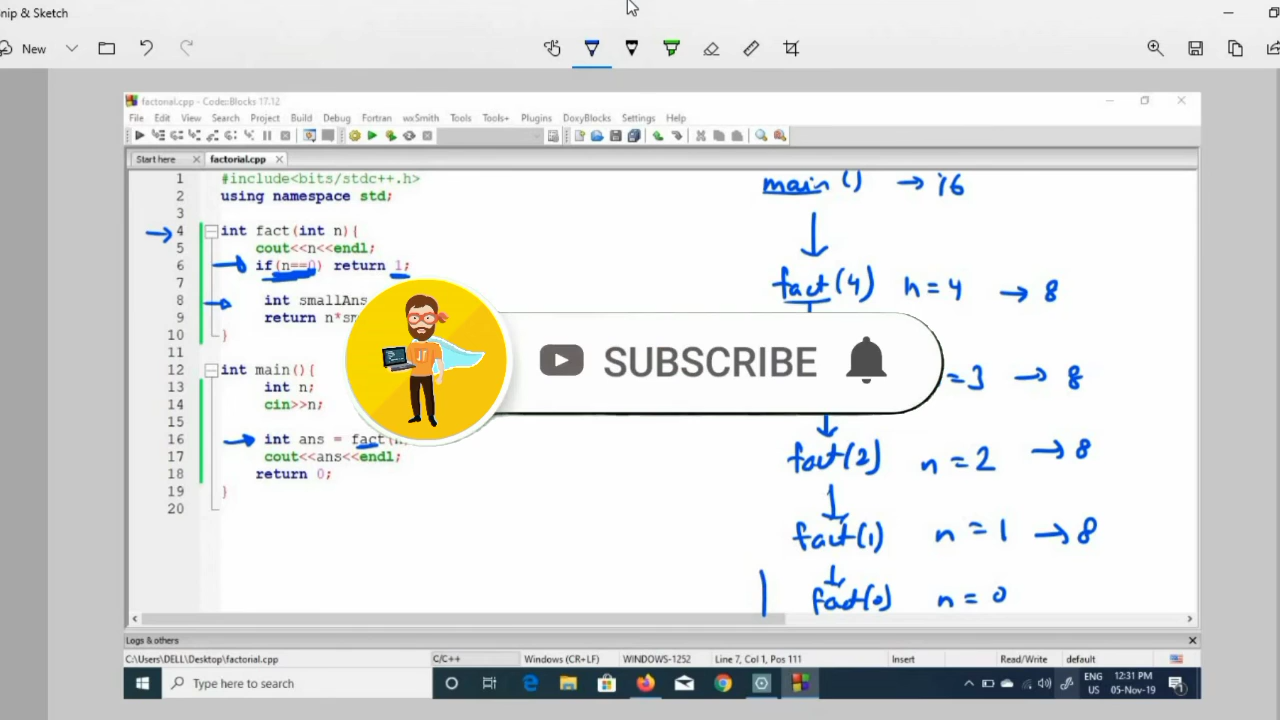 nip & Sketch
New
factorial.cpp - Code::Blocks 17.12
File Edit View Search Project Build Debug Fortran wxSmith Tools Tools+ Plugins DoxyBlocks Settings Help
Start here factorial.cpp
1 #include<bits/stdc++.h>
2 using namespace std;
3
4 int fact(int n){
5 cout<<n<<endl;
6 if(n==0) return 1;
7
8 int smallAns
9 return n*sm
10 }
11
12 int main(){
13 int n;
14 cin>>n;
15
16 int ans = fact(n
17 cout<<ans<<endl;
18 return 0;
19 }
20
main () → 16
fact(4) n = 4 → 8
= 3 → 8
fact(2) n = 2 → 8
fact(1) n = 1 → 8
fact(0) n = 0
SUBSCRIBE
Logs & others
C:\Users\DELL\Desktop\factorial.cpp C/C++ Windows (CR+LF) WINDOWS-1252 Line 7, Col 1, Pos 111 Insert Read/Write default
Type here to search
ENG 12:31 PM
US 05-Nov-19